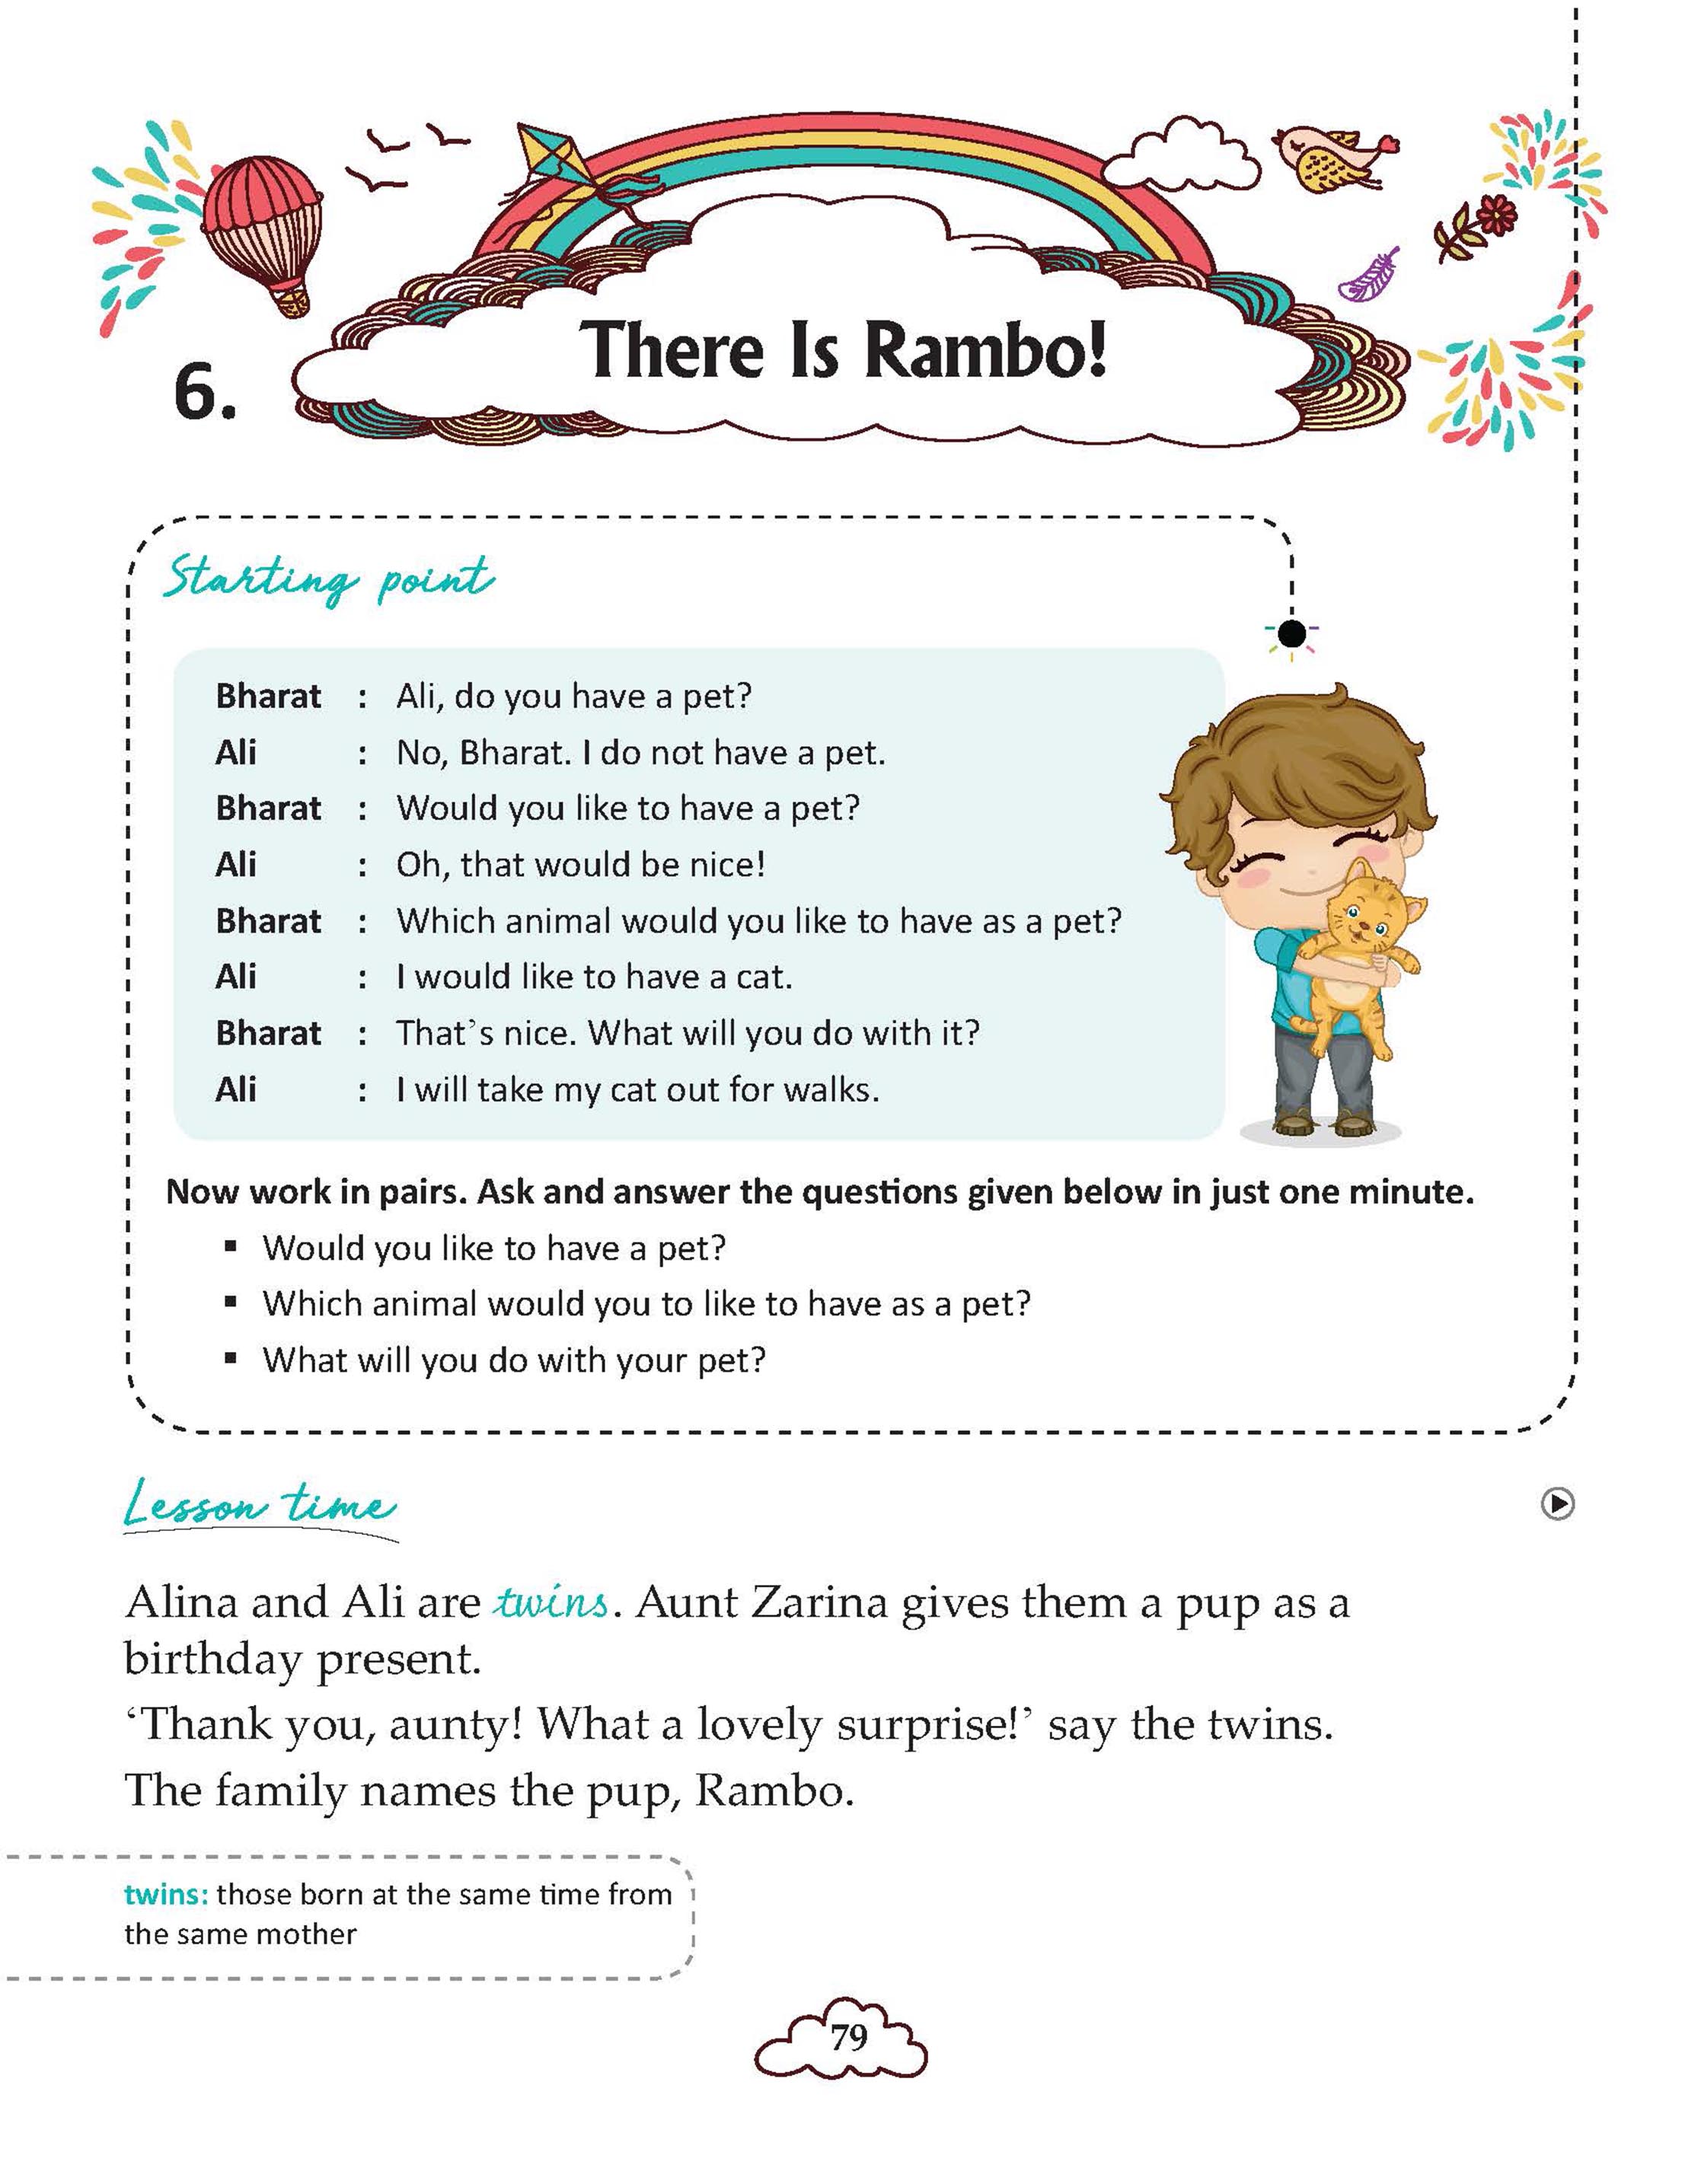 There Is Rambo!
6.
Starting point
Bharat : Ali, do you have a pet?
Ali : No, Bharat. I do not have a pet.
Bharat : Would you like to have a pet?
Ali : Oh, that would be nice!
Bharat : Which animal would you like to have as a pet?
Ali : I would like to have a cat.
Bharat : That's nice. What will you do with it?
Ali : I will take my cat out for walks.
Now work in pairs. Ask and answer the questions given below in just one minute.
▪ Would you like to have a pet?
▪ Which animal would you to like to have as a pet?
▪ What will you do with your pet?
Lesson time
Alina and Ali are twins. Aunt Zarina gives them a pup as a
birthday present.
‘Thank you, aunty! What a lovely surprise!’ say the twins.
The family names the pup, Rambo.
twins: those born at the same time from
the same mother
79